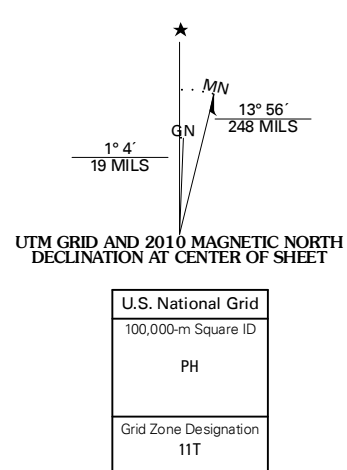 ★
MN
13° 56´
248 MILS
GN
1° 4´
19 MILS
UTM GRID AND 2010 MAGNETIC NORTH
DECLINATION AT CENTER OF SHEET
U.S. National Grid
100,000-m Square ID
PH
Grid Zone Designation
11T